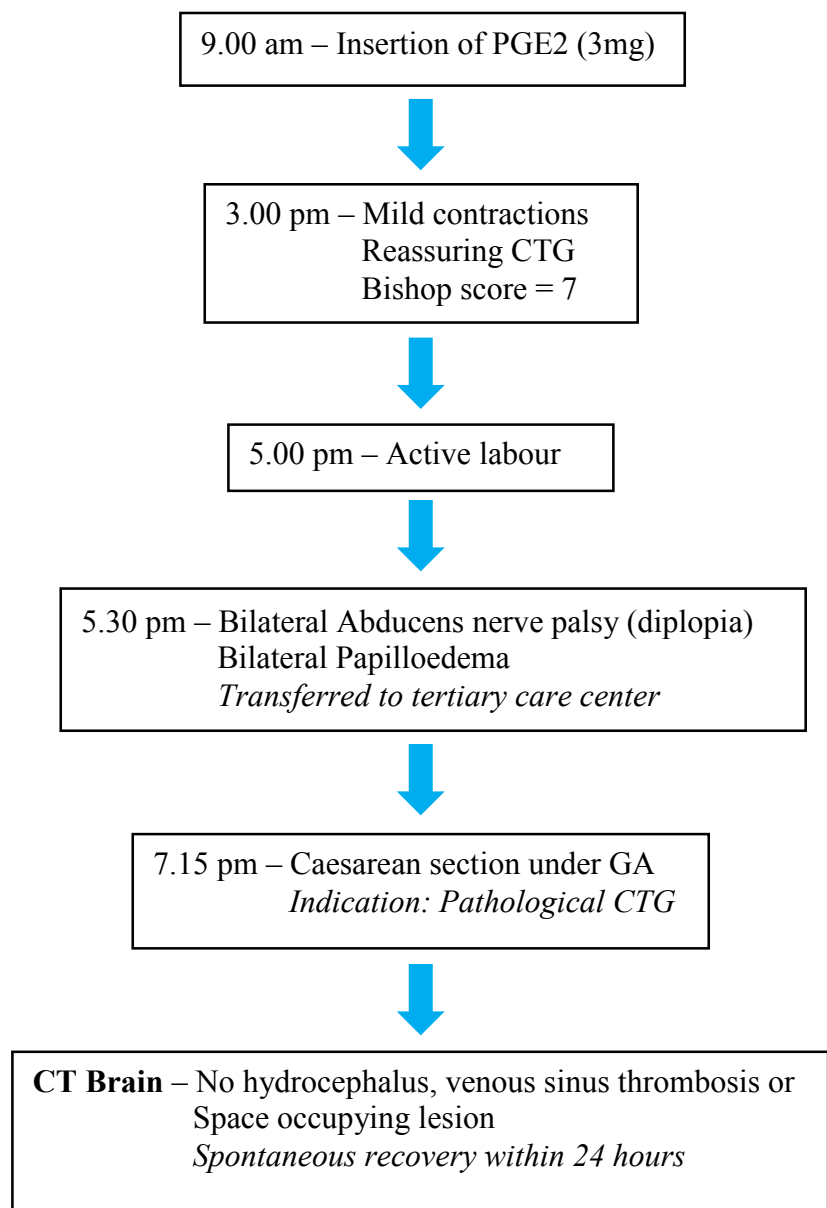 9.00 am – Insertion of PGE2 (3mg)
3.00 pm – Mild contractions
Reassuring CTG
Bishop score = 7
5.00 pm – Active labour
5.30 pm – Bilateral Abducens nerve palsy (diplopia)
Bilateral Papilloedema
Transferred to tertiary care center
7.15 pm – Caesarean section under GA
Indication: Pathological CTG
CT Brain – No hydrocephalus, venous sinus thrombosis or
Space occupying lesion
Spontaneous recovery within 24 hours